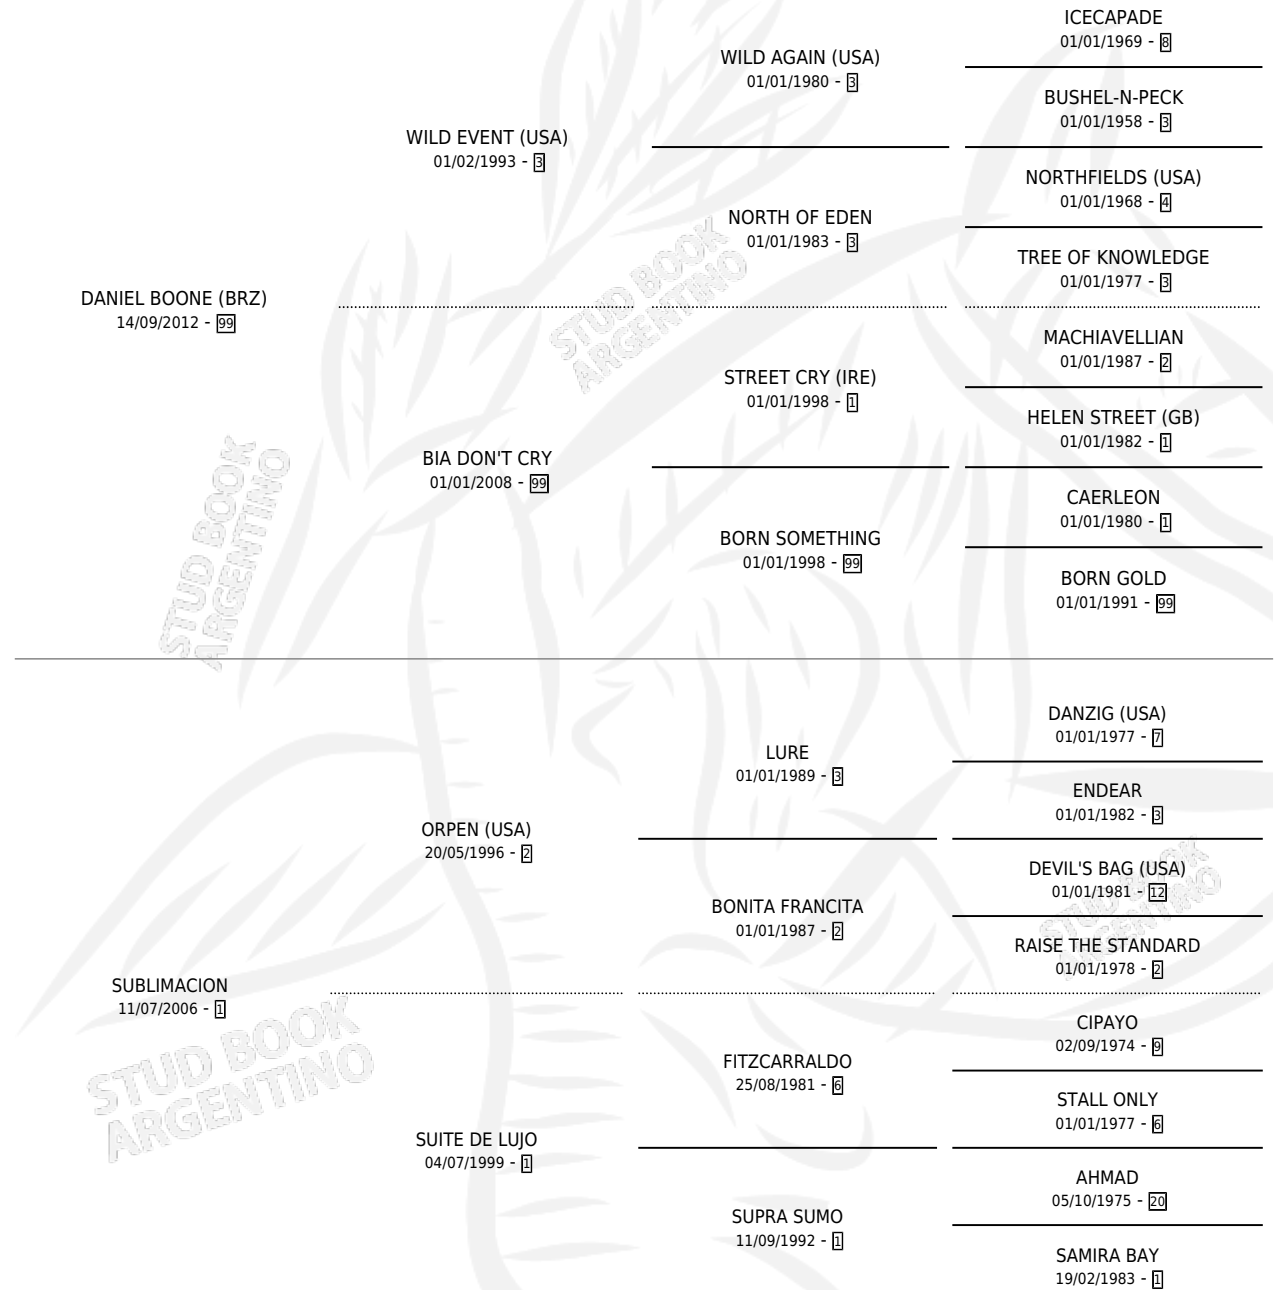 DANIEL BOONE (BRZ)
14/09/2012 - 99
WILD EVENT (USA)
01/02/1993 - 3
WILD AGAIN (USA)
01/01/1980 - 3
ICECAPADE
01/01/1969 - 8
BUSHEL-N-PECK
01/01/1958 - 3
NORTH OF EDEN
01/01/1983 - 3
NORTHFIELDS (USA)
01/01/1968 - 4
TREE OF KNOWLEDGE
01/01/1977 - 3
BIA DON'T CRY
01/01/2008 - 99
STREET CRY (IRE)
01/01/1998 - 1
MACHIAVELLIAN
01/01/1987 - 2
HELEN STREET (GB)
01/01/1982 - 1
BORN SOMETHING
01/01/1998 - 99
CAERLEON
01/01/1980 - 1
BORN GOLD
01/01/1991 - 99
SUBLIMACION
11/07/2006 - 1
ORPEN (USA)
20/05/1996 - 2
LURE
01/01/1989 - 3
DANZIG (USA)
01/01/1977 - 7
ENDEAR
01/01/1982 - 3
BONITA FRANCITA
01/01/1987 - 2
DEVIL'S BAG (USA)
01/01/1981 - 12
RAISE THE STANDARD
01/01/1978 - 2
SUITE DE LUJO
04/07/1999 - 1
FITZCARRALDO
25/08/1981 - 6
CIPAYO
02/09/1974 - 9
STALL ONLY
01/01/1977 - 6
SUPRA SUMO
11/09/1992 - 1
AHMAD
05/10/1975 - 20
SAMIRA BAY
19/02/1983 - 1
STUD BOOK
ARGENTINO
STUD BOOK
ARGENTINO
STUD BOOK
ARGENTINO
STUD BOOK
ARGENTINO